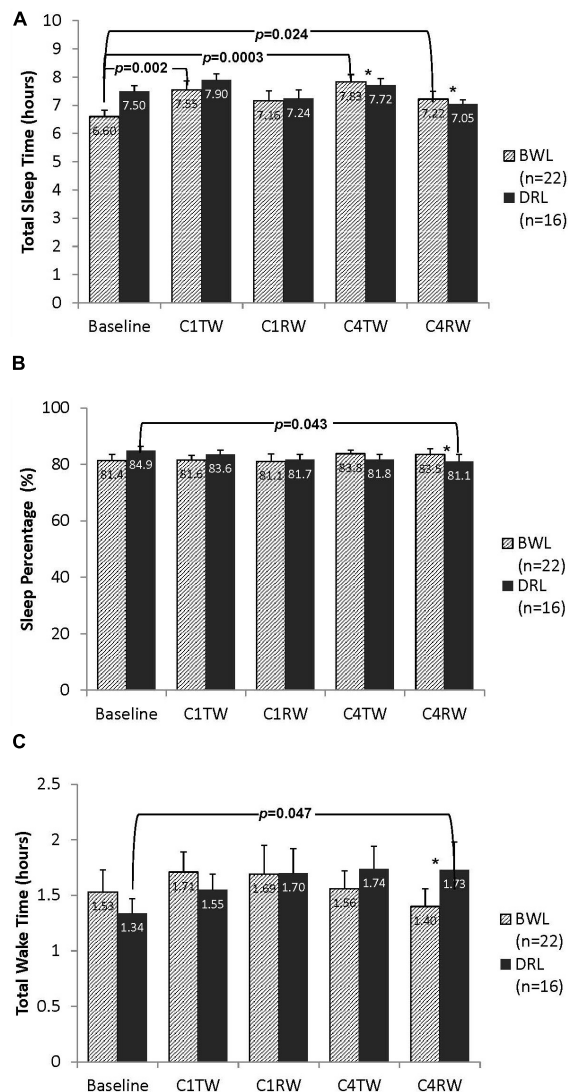 A
Total Sleep Time (hours)
10
9
8
7
6
5
4
3
2
1
0
p=0.024
p=0.0003
p=0.002
*
*
6.60
7.50
7.55
7.90
7.16
7.24
7.83
7.72
7.22
7.05
Baseline C1TW C1RW C4TW C4RW
BWL
(n=22)
DRL
(n=16)
B
Sleep Percentage (%)
100
80
60
40
20
0
p=0.043
*
81.4
84.9
81.6
83.6
81.1
81.7
83.8
81.8
83.5
81.1
Baseline C1TW C1RW C4TW C4RW
BWL
(n=22)
DRL
(n=16)
C
Total Wake Time (hours)
2.5
2
1.5
1
0.5
0
p=0.047
*
1.53
1.34
1.71
1.55
1.69
1.70
1.56
1.74
1.40
1.73
Baseline C1TW C1RW C4TW C4RW
BWL
(n=22)
DRL
(n=16)